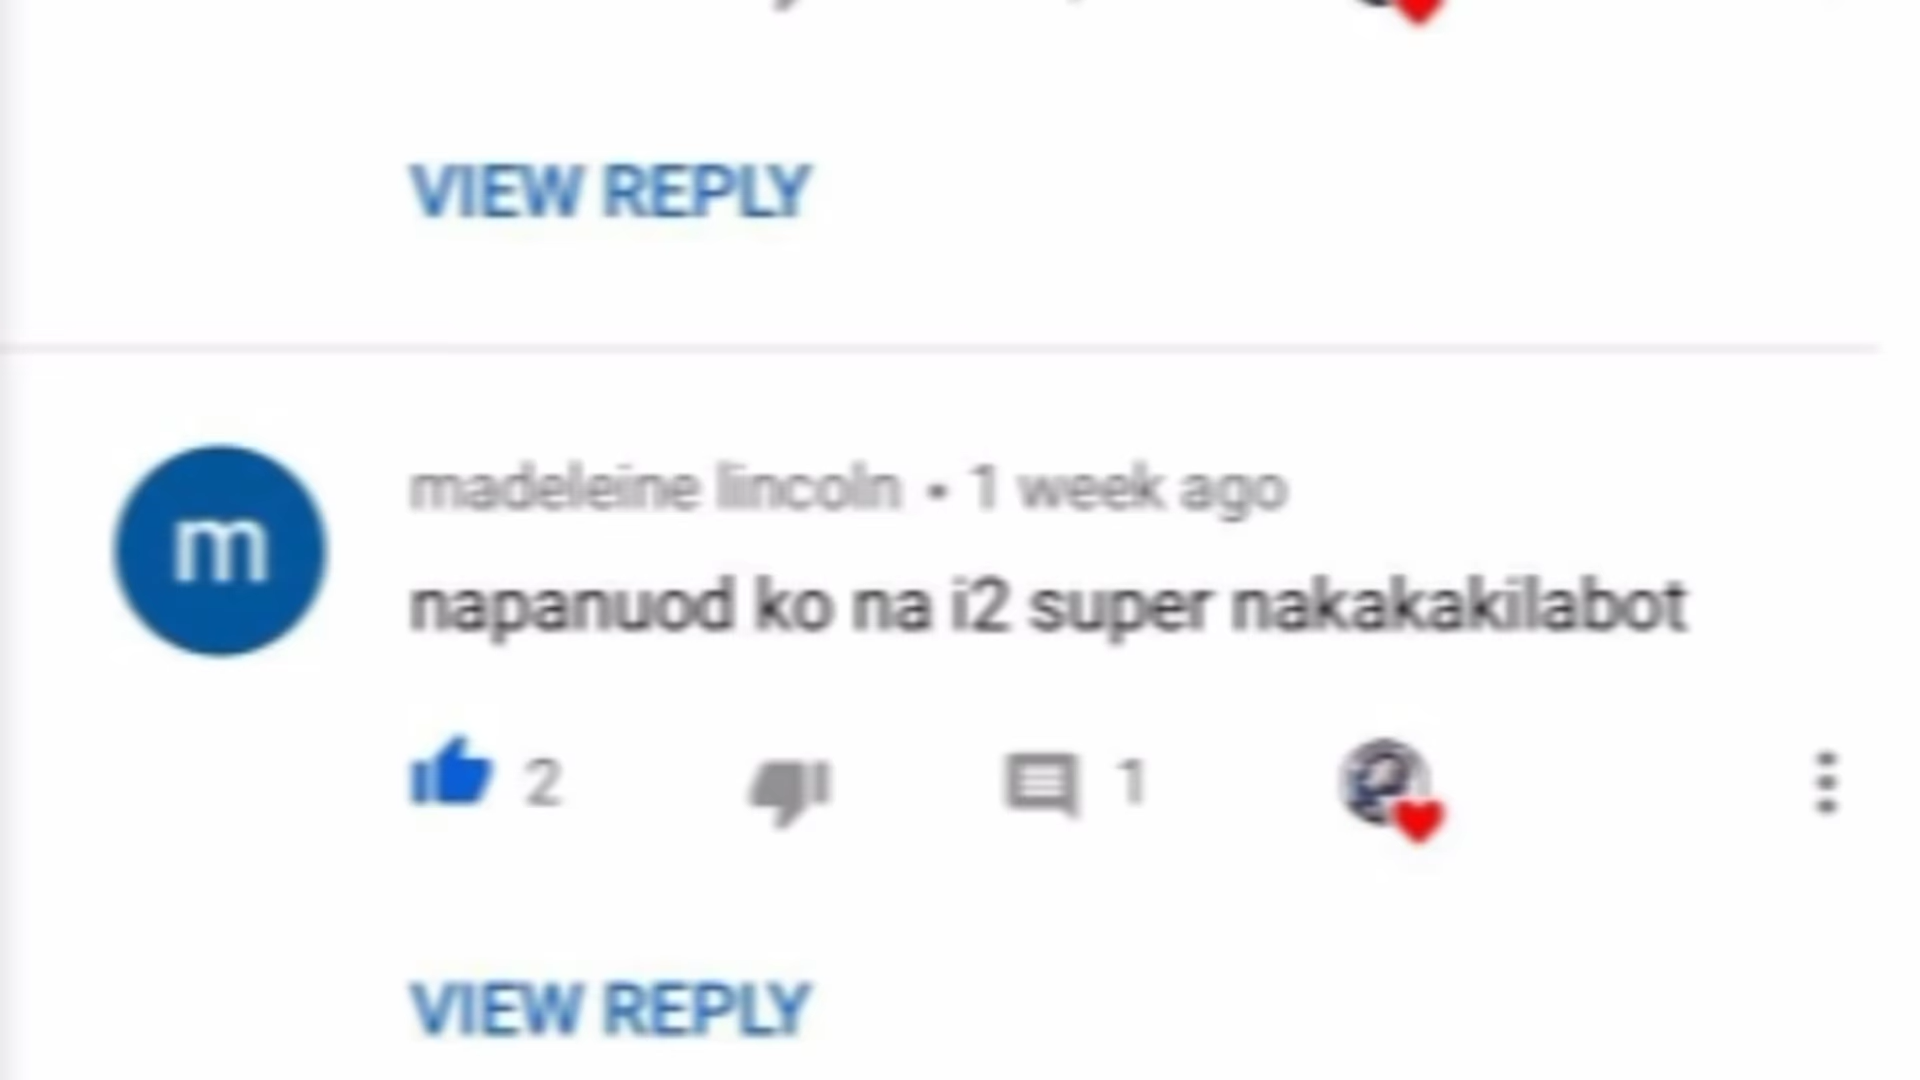 VIEW REPLY
m
madeleine lincoln • 1 week ago
napanuod ko na i2 super nakakakilabot
2
1
VIEW REPLY